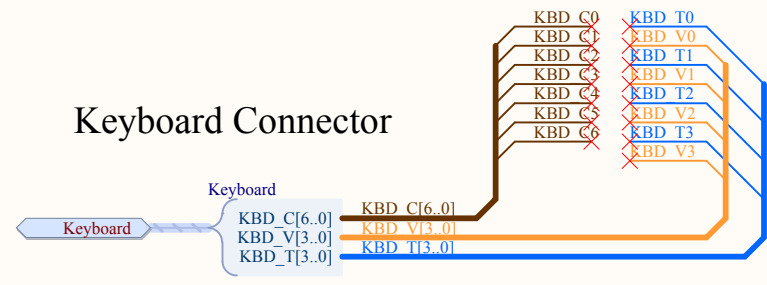 KBD_C0 KBD_T0
KBD_C1 KBD_V0
KBD_C2 KBD_T1
KBD_C3 KBD_V1
KBD_C4 KBD_T2
KBD_C5 KBD_V2
KBD_C6 KBD_T3
KBD_V3
Keyboard Connector
Keyboard
KBD_C[6..0] KBD_C[6..0]
Keyboard KBD_V[3..0] KBD_V[3..0]
KBD_T[3..0] KBD_T[3..0]